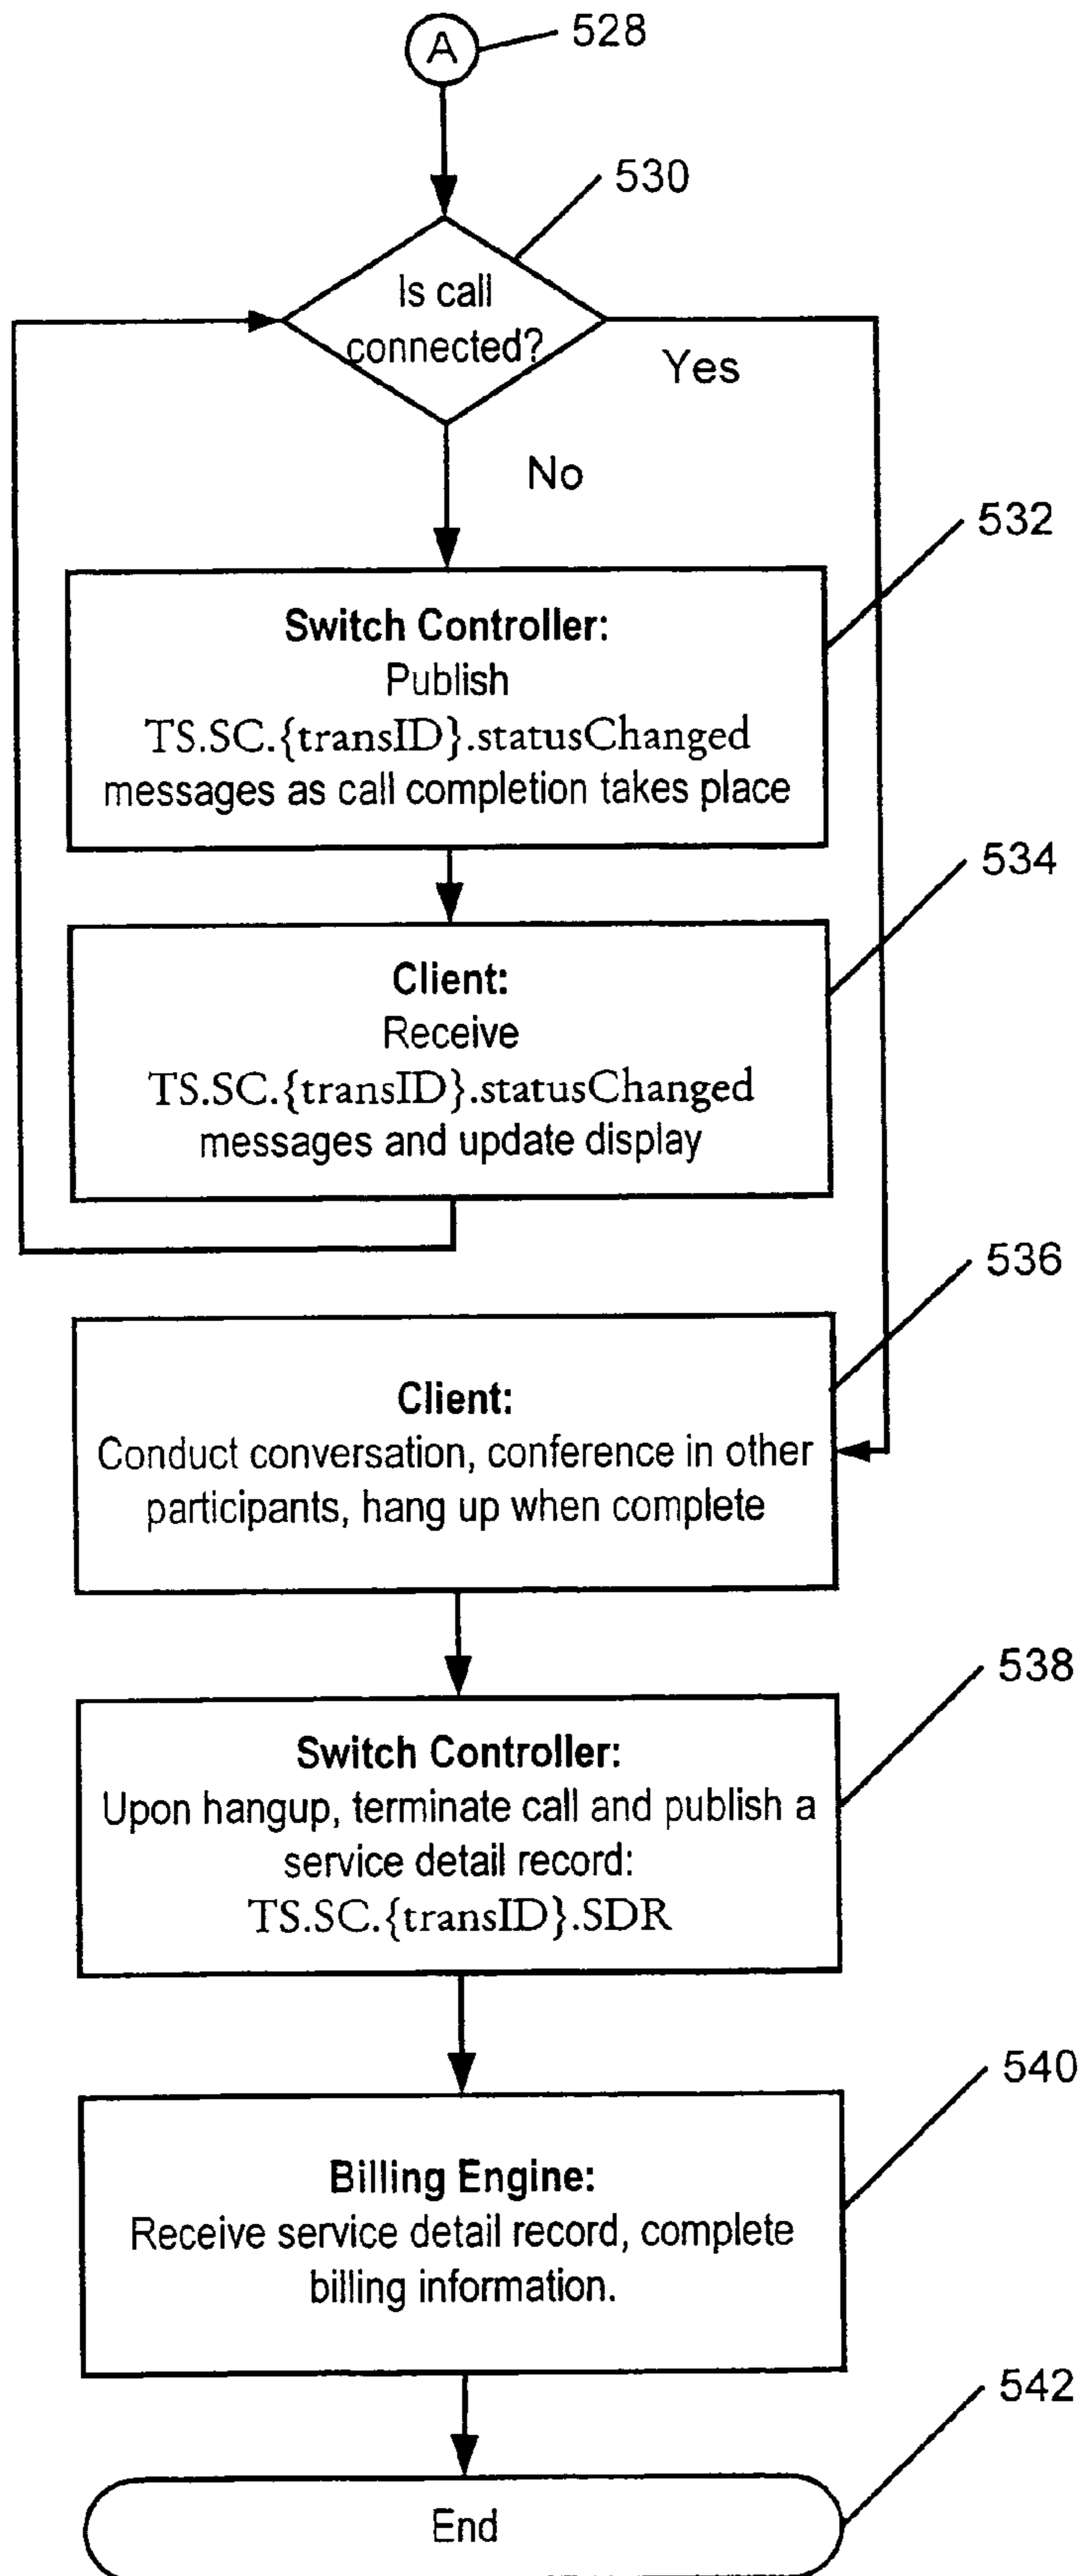 A
528
530
Is call
connected?
Yes
No
532
Switch Controller:
Publish
TS.SC.{transID}.statusChanged
messages as call completion takes place
534
Client:
Receive
TS.SC.{transID}.statusChanged
messages and update display
536
Client:
Conduct conversation, conference in other
participants, hang up when complete
538
Switch Controller:
Upon hangup, terminate call and publish a
service detail record:
TS.SC.{transID}.SDR
540
Billing Engine:
Receive service detail record, complete
billing information.
542
End